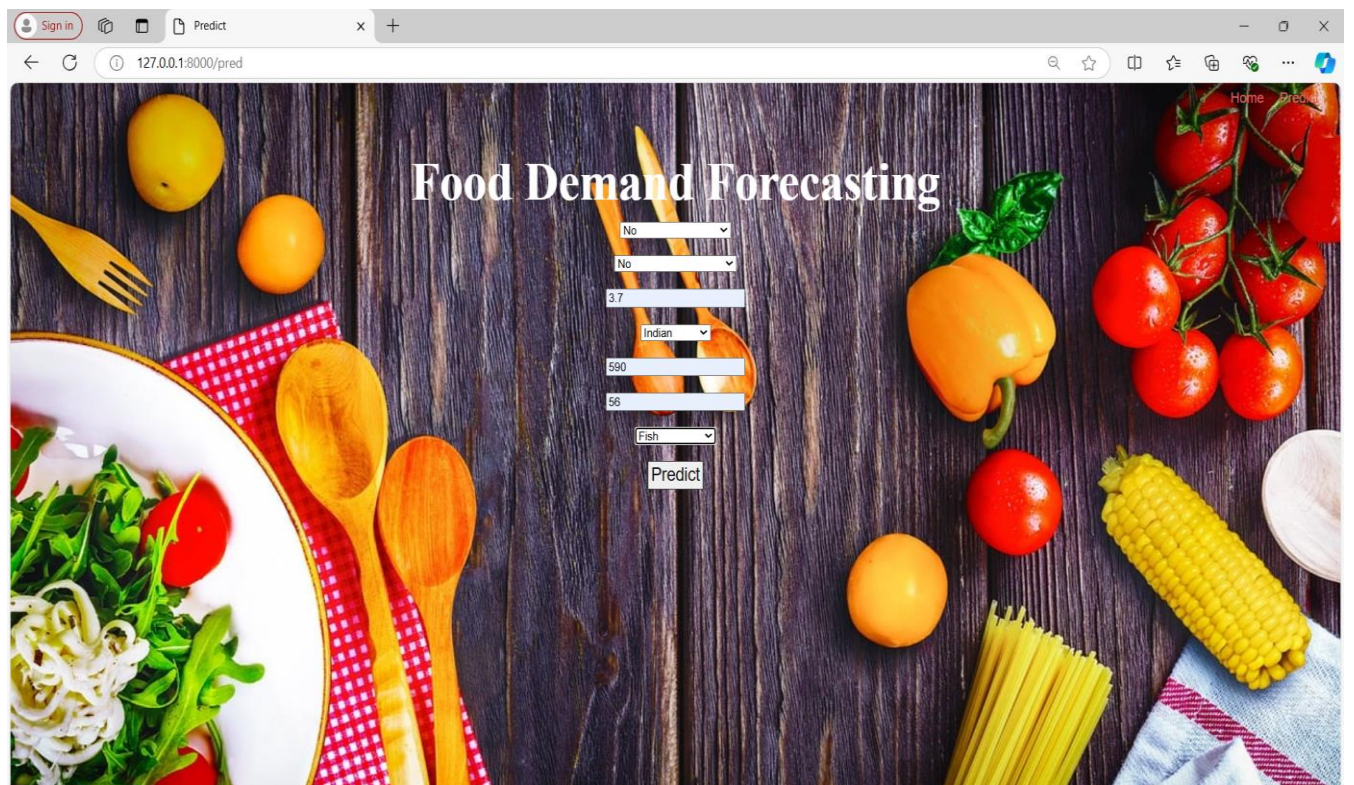 Sign in
Predict
127.0.0.1:8000/pred
Home Predict
Food Demand Forecasting
No
No
3.7
Indian
590
56
Fish
Predict